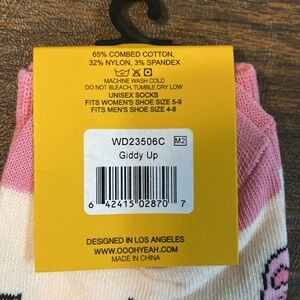 65% COMBED COTTON,
32% NYLON, 3% SPANDEX
MACHINE WASH COLD
DO NOT BLEACH, TUMBLE DRY LOW
UNISEX SOCKS
FITS WOMEN'S SHOE SIZE 5-9
FITS MEN'S SHOE SIZE 4-8
WD23506C M2
Giddy Up
6 42415 02870 7
DESIGNED IN LOS ANGELES
WWW.OOOHYEAH.COM
MADE IN CHINA